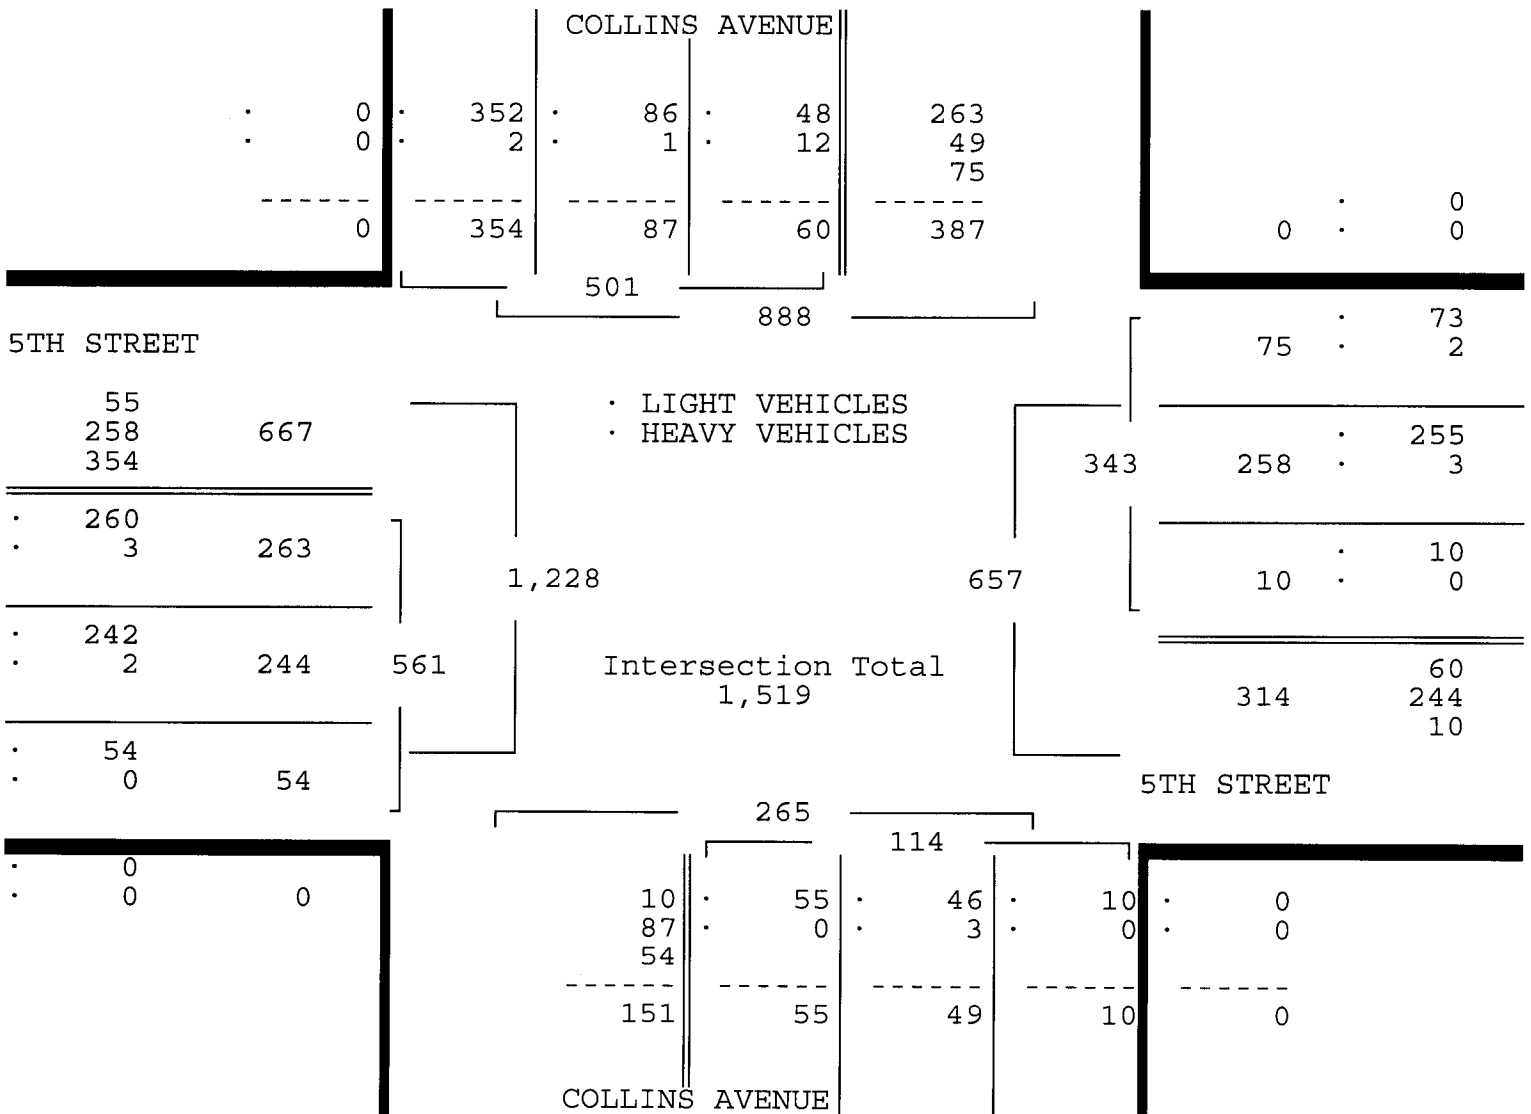 COLLINS AVENUE
· 0 · 352 · 86 · 48 263
· 0 · 2 · 1 · 12 49
75
------ ------ ------ ------ ------ · 0
0 354 87 60 387 0 · 0
501
888 · 73
5TH STREET 75 · 2
55 · LIGHT VEHICLES
258 667 · HEAVY VEHICLES · 255
354 343 258 · 3
· 260
· 3 263 · 10
1,228 657 10 · 0
· 242
· 2 244 561 Intersection Total 60
1,519 314 244
10
· 54
· 0 54 5TH STREET
265
114
· 0
· 0 0 10 · 55 · 46 · 10 · 0
87 · 0 · 3 · 0 · 0
54
------ ------ ------ ------ ------
151 55 49 10 0
COLLINS AVENUE